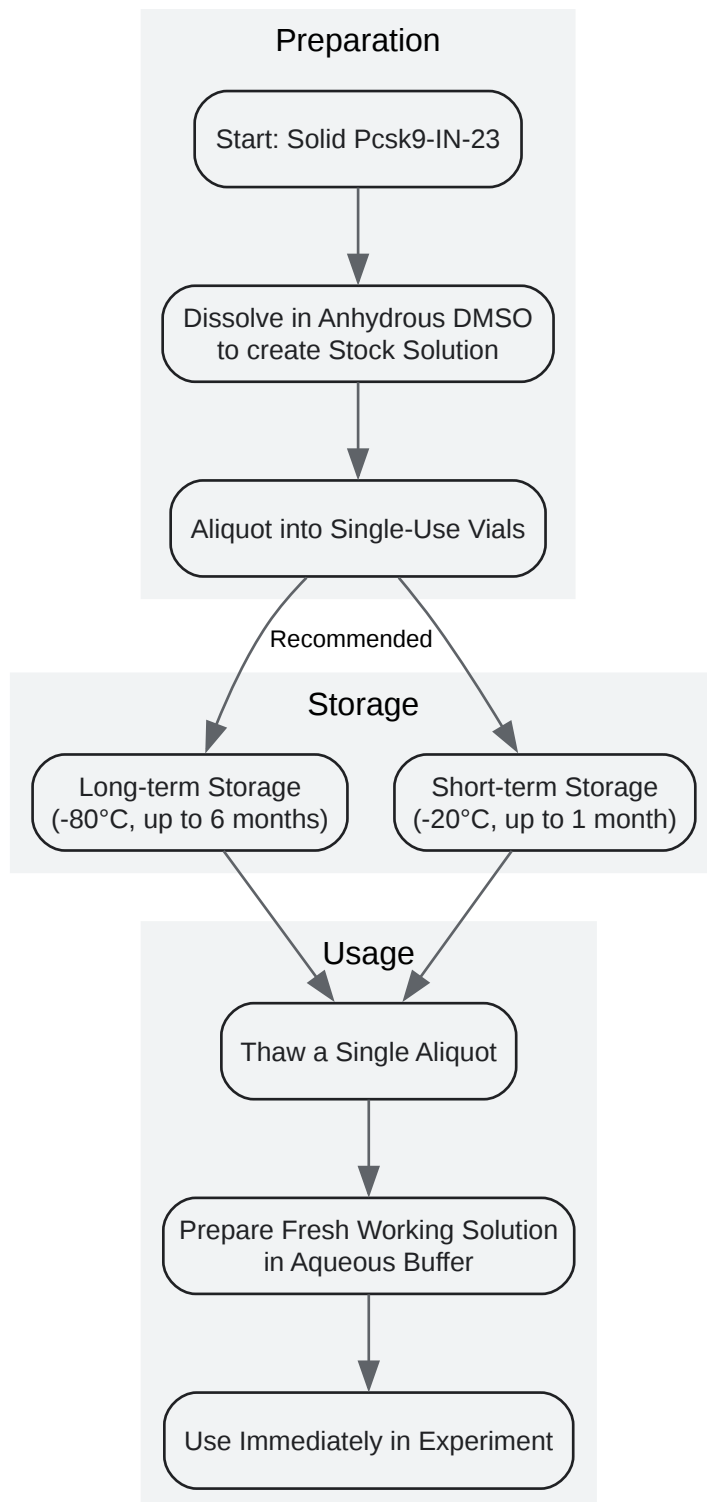 Preparation
Start: Solid Pcsk9-IN-23
Dissolve in Anhydrous DMSO
to create Stock Solution
Aliquot into Single-Use Vials
Recommended
Storage
Long-term Storage
(-80°C, up to 6 months)
Short-term Storage
(-20°C, up to 1 month)
Usage
Thaw a Single Aliquot
Prepare Fresh Working Solution
in Aqueous Buffer
Use Immediately in Experiment